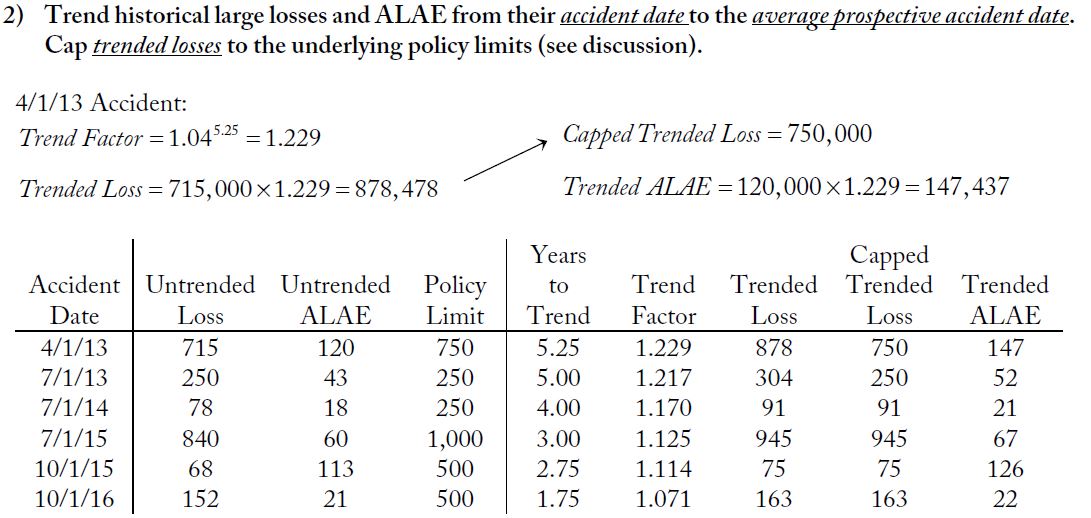 2) Trend historical large losses and ALAE from their accident date to the average prospective accident date.
Cap trended losses to the underlying policy limits (see discussion).
4/1/13 Accident:
Trend Factor = 1.04^5.25 = 1.229
Capped Trended Loss = 750,000
Trended Loss = 715,000 × 1.229 = 878,478
Trended ALAE = 120,000 × 1.229 = 147,437
Years Capped
Accident Untrended Untrended Policy to Trend Trended Trended Trended
Date Loss ALAE Limit Trend Factor Loss Loss ALAE
4/1/13 715 120 750 5.25 1.229 878 750 147
7/1/13 250 43 250 5.00 1.217 304 250 52
7/1/14 78 18 250 4.00 1.170 91 91 21
7/1/15 840 60 1,000 3.00 1.125 945 945 67
10/1/15 68 113 500 2.75 1.114 75 75 126
10/1/16 152 21 500 1.75 1.071 163 163 22